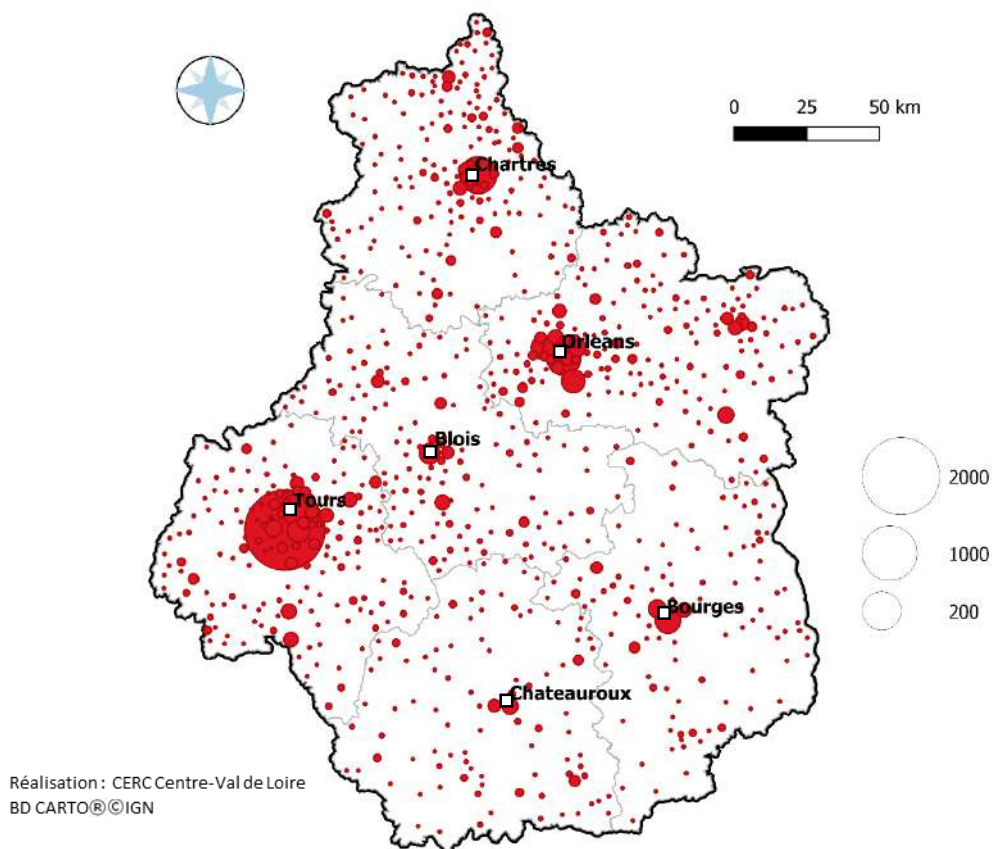 0 25 50 km
Chartres
Orléans
Blois
2000
Tours
1000
200
Bourges
Chateauroux
Réalisation : CERC Centre-Val de Loire
BD CARTO®©IGN